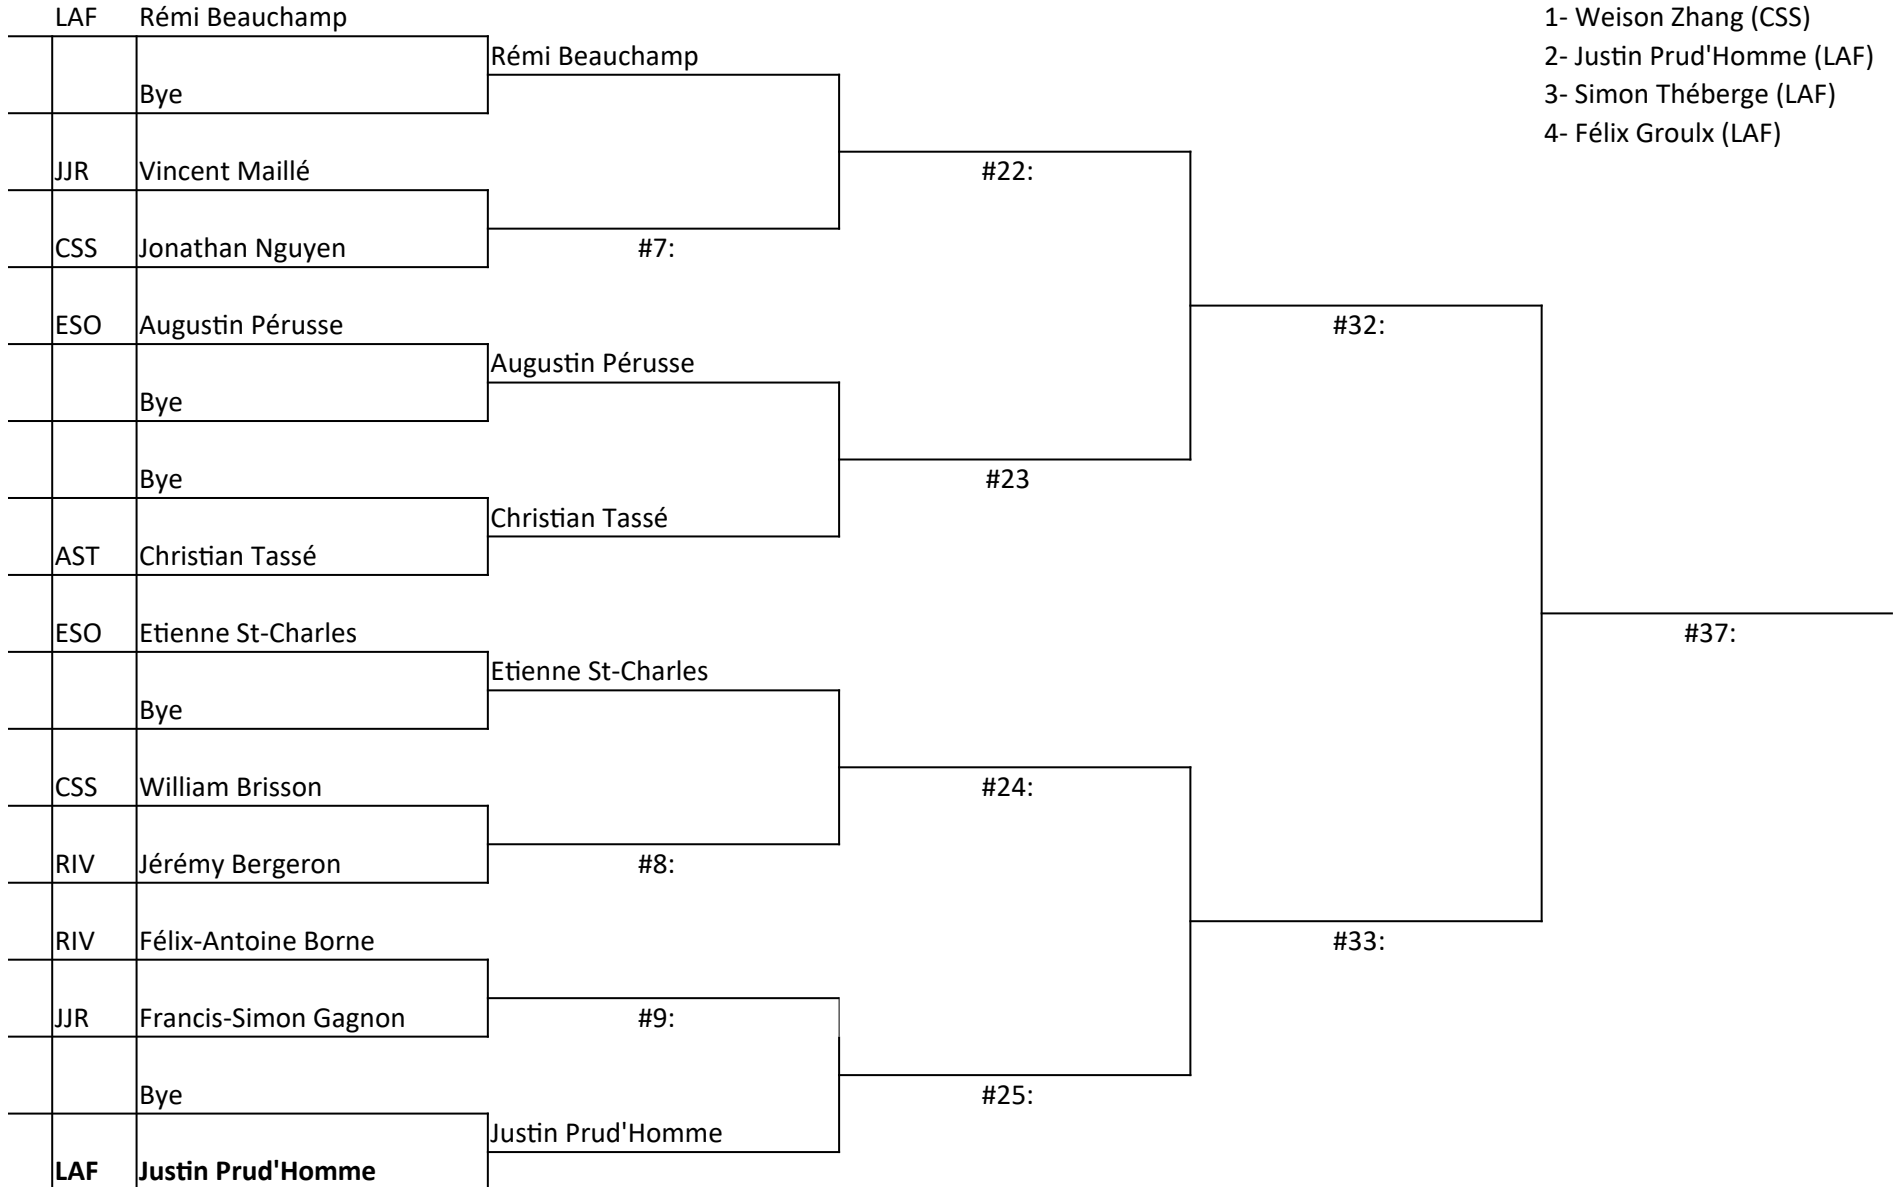 LAF Rémi Beauchamp
1- Weison Zhang (CSS)
Rémi Beauchamp
2- Justin Prud'Homme (LAF)
Bye
3- Simon Théberge (LAF)
4- Félix Groulx (LAF)
JJR Vincent Maillé
#22:
CSS Jonathan Nguyen
#7:
ESO Augustin Pérusse
#32:
Augustin Pérusse
Bye
Bye
#23
Christian Tassé
AST Christian Tassé
ESO Etienne St-Charles
#37:
Etienne St-Charles
Bye
CSS William Brisson
#24:
RIV Jérémy Bergeron
#8:
RIV Félix-Antoine Borne
#33:
JJR Francis-Simon Gagnon
#9:
Bye
#25:
Justin Prud'Homme
LAF Justin Prud'Homme